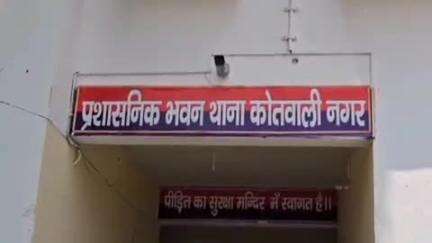 प्रशासनिक भवन थाना कोतवाली नगर
पीड़ित का सुरक्षा मन्दिर में स्वागत है।।